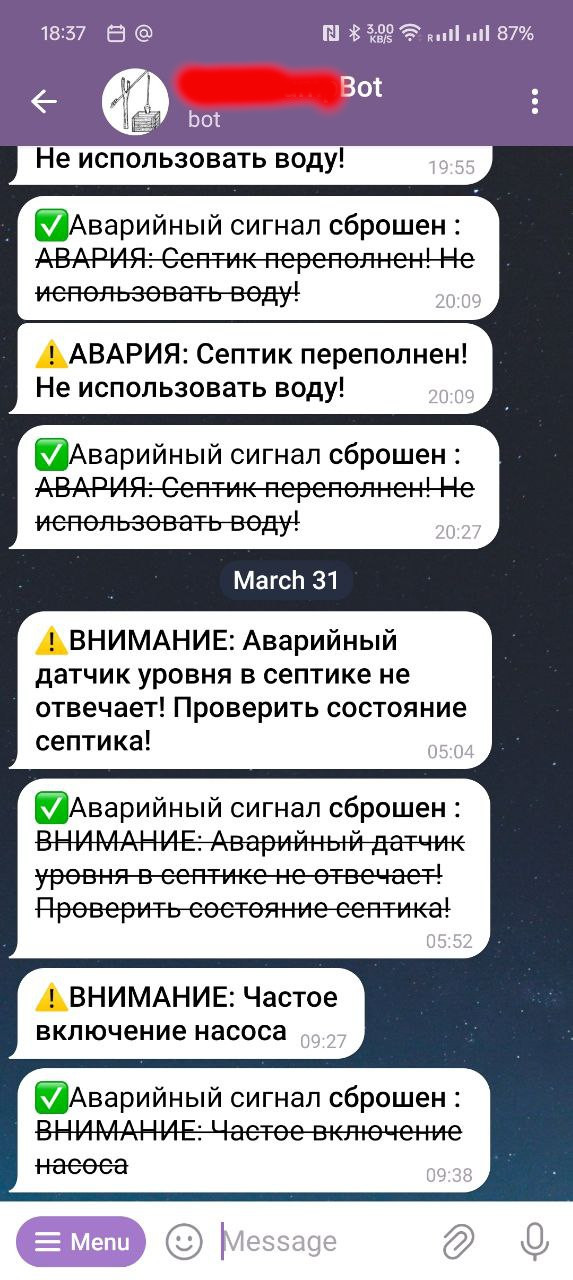 18:37 3.00 KB/S R 87%
Bot
bot
Не использовать воду! 19:55
Аварийный сигнал сброшен :
АВАРИЯ: Септик переполнен! Не
использовать воду! 20:09
АВАРИЯ: Септик переполнен!
Не использовать воду! 20:09
Аварийный сигнал сброшен :
АВАРИЯ: Септик переполнен! Не
использовать воду! 20:27
March 31
ВНИМАНИЕ: Аварийный
датчик уровня в септике не
отвечает! Проверить состояние
септика! 05:04
Аварийный сигнал сброшен :
ВНИМАНИЕ: Аварийный датчик
уровня в септике не отвечает!
Проверить состояние септика!
05:52
ВНИМАНИЕ: Частое
включение насоса 09:27
Аварийный сигнал сброшен :
ВНИМАНИЕ: Частое включение
насоса 09:38
Menu Message